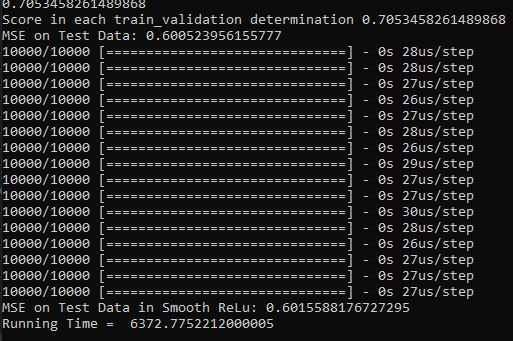 0.7053458261489868
Score in each train_validation determination 0.7053458261489868
MSE on Test Data: 0.600523956155777
10000/10000 [==============================] - 0s 28us/step
10000/10000 [==============================] - 0s 28us/step
10000/10000 [==============================] - 0s 27us/step
10000/10000 [==============================] - 0s 26us/step
10000/10000 [==============================] - 0s 27us/step
10000/10000 [==============================] - 0s 28us/step
10000/10000 [==============================] - 0s 26us/step
10000/10000 [==============================] - 0s 29us/step
10000/10000 [==============================] - 0s 27us/step
10000/10000 [==============================] - 0s 27us/step
10000/10000 [==============================] - 0s 30us/step
10000/10000 [==============================] - 0s 28us/step
10000/10000 [==============================] - 0s 26us/step
10000/10000 [==============================] - 0s 27us/step
10000/10000 [==============================] - 0s 27us/step
10000/10000 [==============================] - 0s 27us/step
MSE on Test Data in Smooth ReLu: 0.6015588176727295
Running Time =  6372.7752212000005